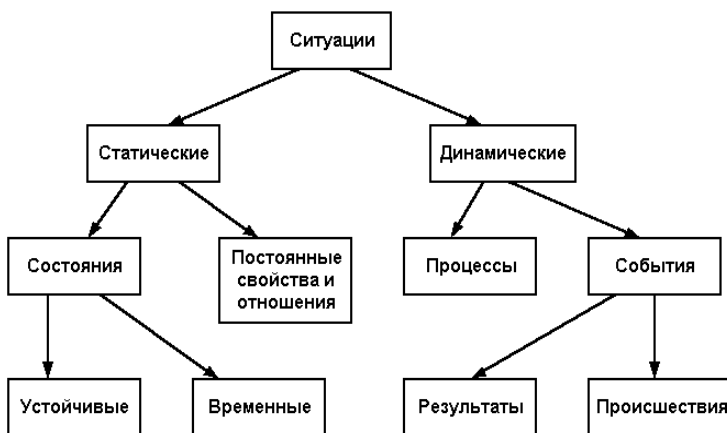 Ситуации
Статические
Динамические
Состояния
Постоянные
свойства и
отношения
Процессы
События
Устойчивые
Временные
Результаты
Происшествия